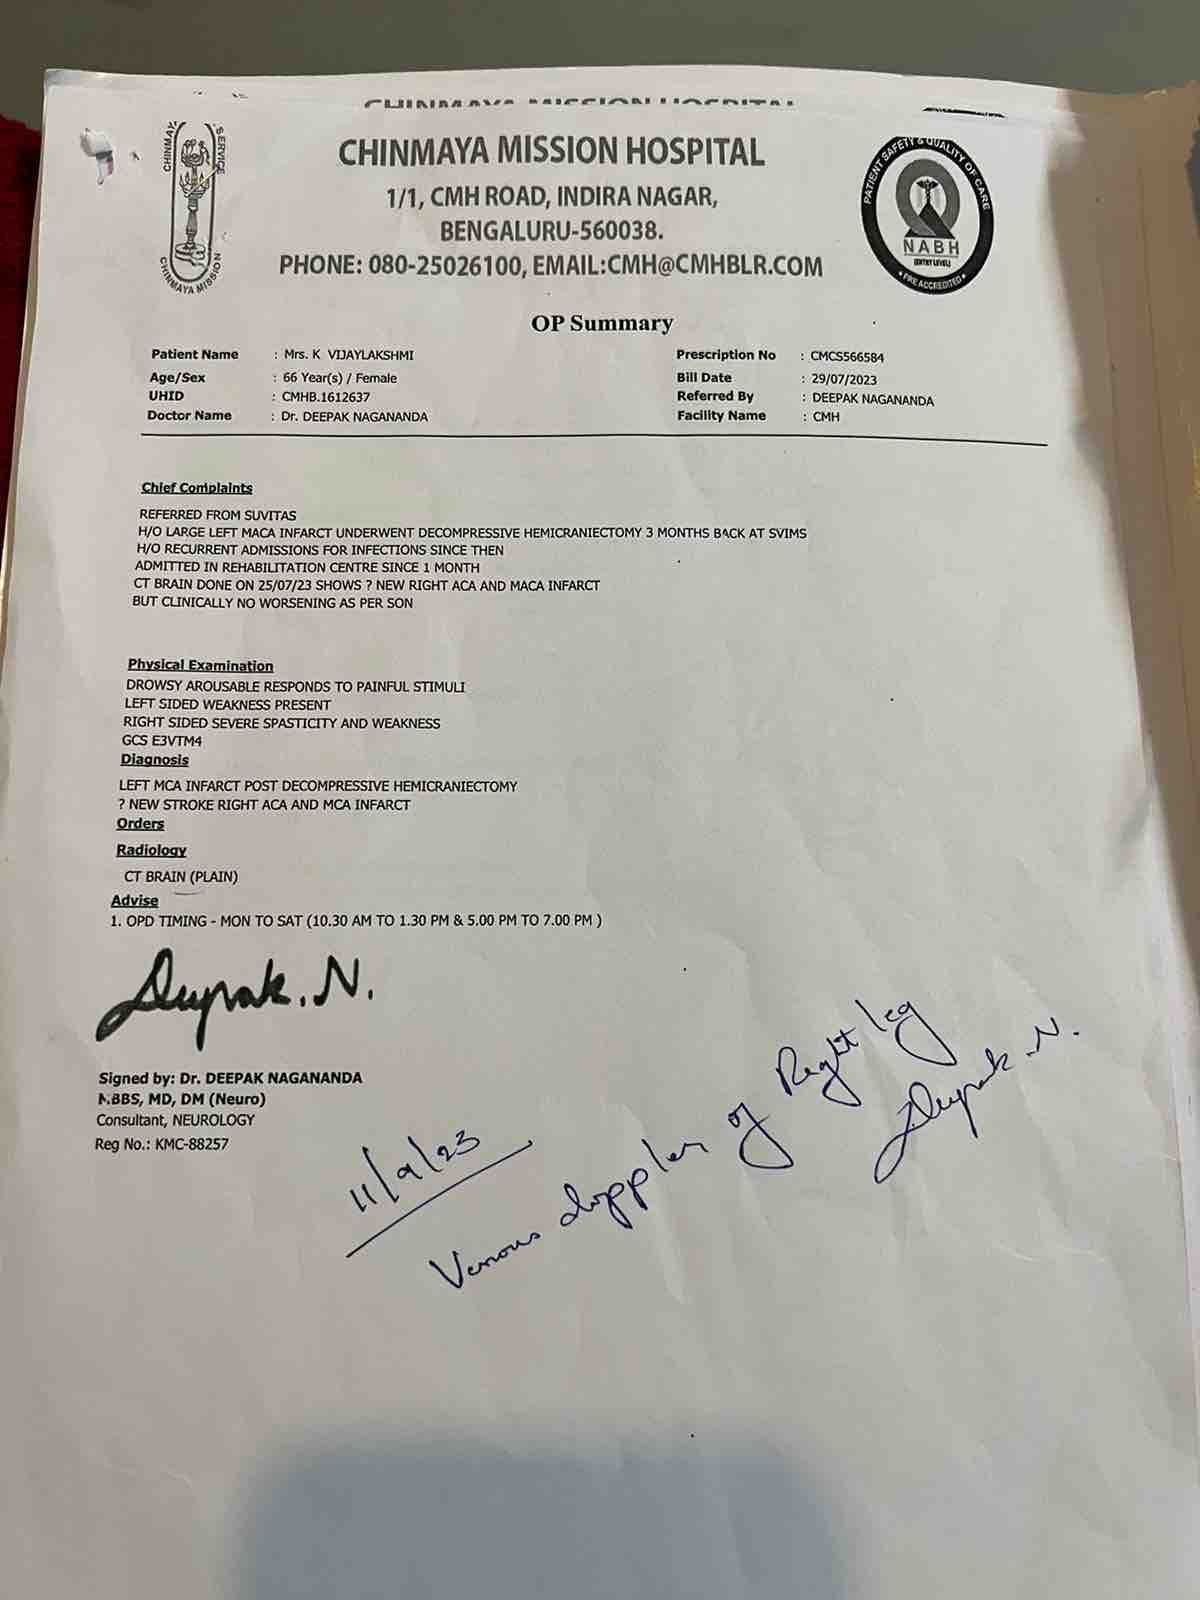 CHINMAYA MISSION HOSPITAL
CHINMAYA MISSION HOSPITAL
1/1, CMH ROAD, INDIRA NAGAR,
BENGALURU-560038.
PHONE: 080-25026100, EMAIL:CMH@CMHBLR.COM
CHINMAYA MISSION
SERVICE
PATIENT SAFETY & QUALITY OF CARE
NABH
(ENTRY LEVEL)
• PRE ACCREDITED •
OP Summary
Patient Name : Mrs. K VIJAYLAKSHMI Prescription No : CMCS566584
Age/Sex : 66 Year(s) / Female Bill Date : 29/07/2023
UHID : CMHB.1612637 Referred By : DEEPAK NAGANANDA
Doctor Name : Dr. DEEPAK NAGANANDA Facility Name : CMH
Chief Complaints
REFERRED FROM SUVITAS
H/O LARGE LEFT MACA INFARCT UNDERWENT DECOMPRESSIVE HEMICRANIECTOMY 3 MONTHS BACK AT SVIMS
H/O RECURRENT ADMISSIONS FOR INFECTIONS SINCE THEN
ADMITTED IN REHABILITATION CENTRE SINCE 1 MONTH
CT BRAIN DONE ON 25/07/23 SHOWS ? NEW RIGHT ACA AND MACA INFARCT
BUT CLINICALLY NO WORSENING AS PER SON
Physical Examination
DROWSY AROUSABLE RESPONDS TO PAINFUL STIMULI
LEFT SIDED WEAKNESS PRESENT
RIGHT SIDED SEVERE SPASTICITY AND WEAKNESS
GCS E3VTM4
Diagnosis
LEFT MCA INFARCT POST DECOMPRESSIVE HEMICRANIECTOMY
? NEW STROKE RIGHT ACA AND MCA INFARCT
Orders
Radiology
CT BRAIN (PLAIN)
Advise
1. OPD TIMING - MON TO SAT (10.30 AM TO 1.30 PM & 5.00 PM TO 7.00 PM )
Deepak. N.
Signed by: Dr. DEEPAK NAGANANDA
MBBS, MD, DM (Neuro)
Consultant, NEUROLOGY
Reg No.: KMC-88257
11/9/23
Venous doppler of Right leg
Deepak. N.